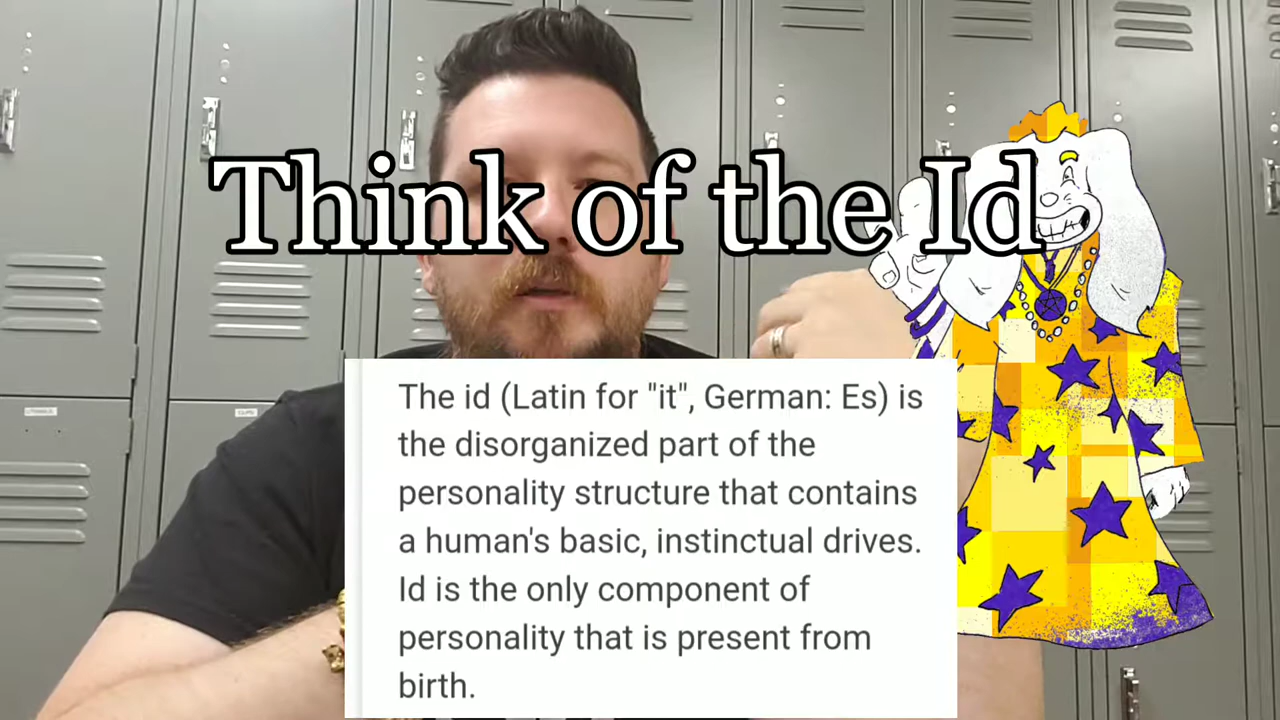 Think of the Id
The id (Latin for "it", German: Es) is
the disorganized part of the
personality structure that contains
a human's basic, instinctual drives.
Id is the only component of
personality that is present from
birth.